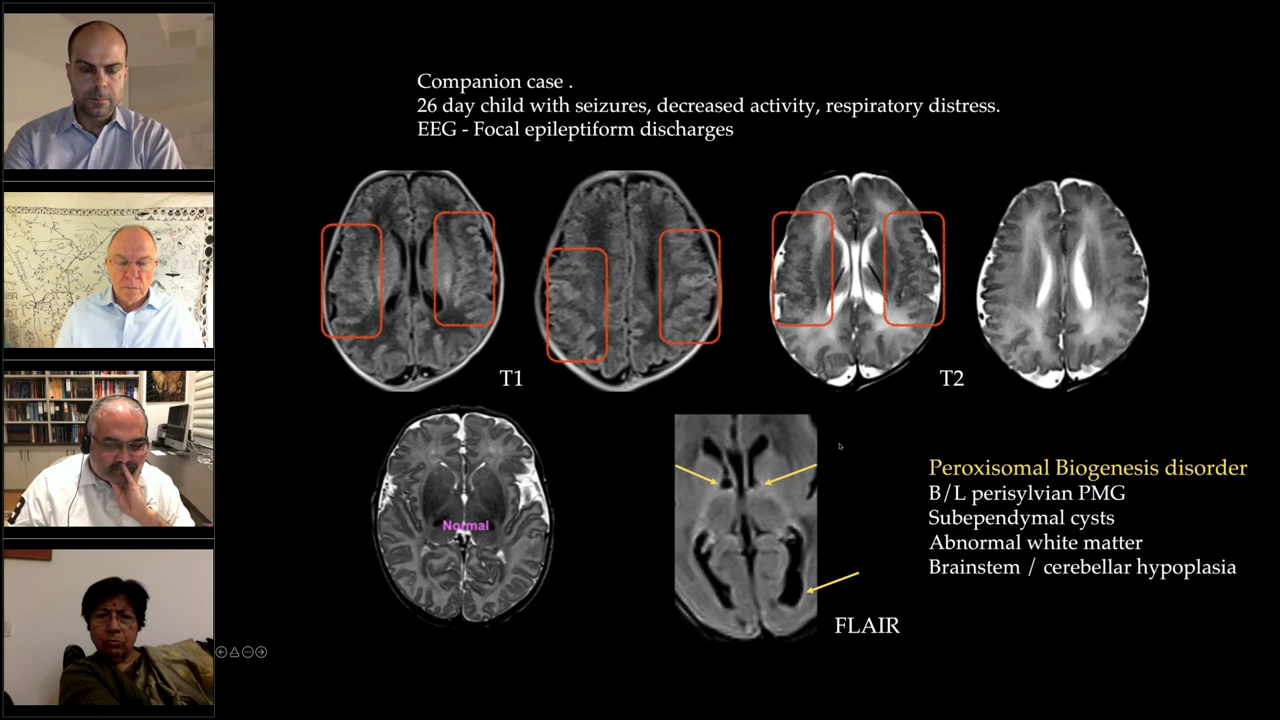 Companion case .
26 day child with seizures, decreased activity, respiratory distress.
EEG - Focal epileptiform discharges
T1
T2
Normal
FLAIR
Peroxisomal Biogenesis disorder
B/L perisylvian PMG
Subependymal cysts
Abnormal white matter
Brainstem / cerebellar hypoplasia